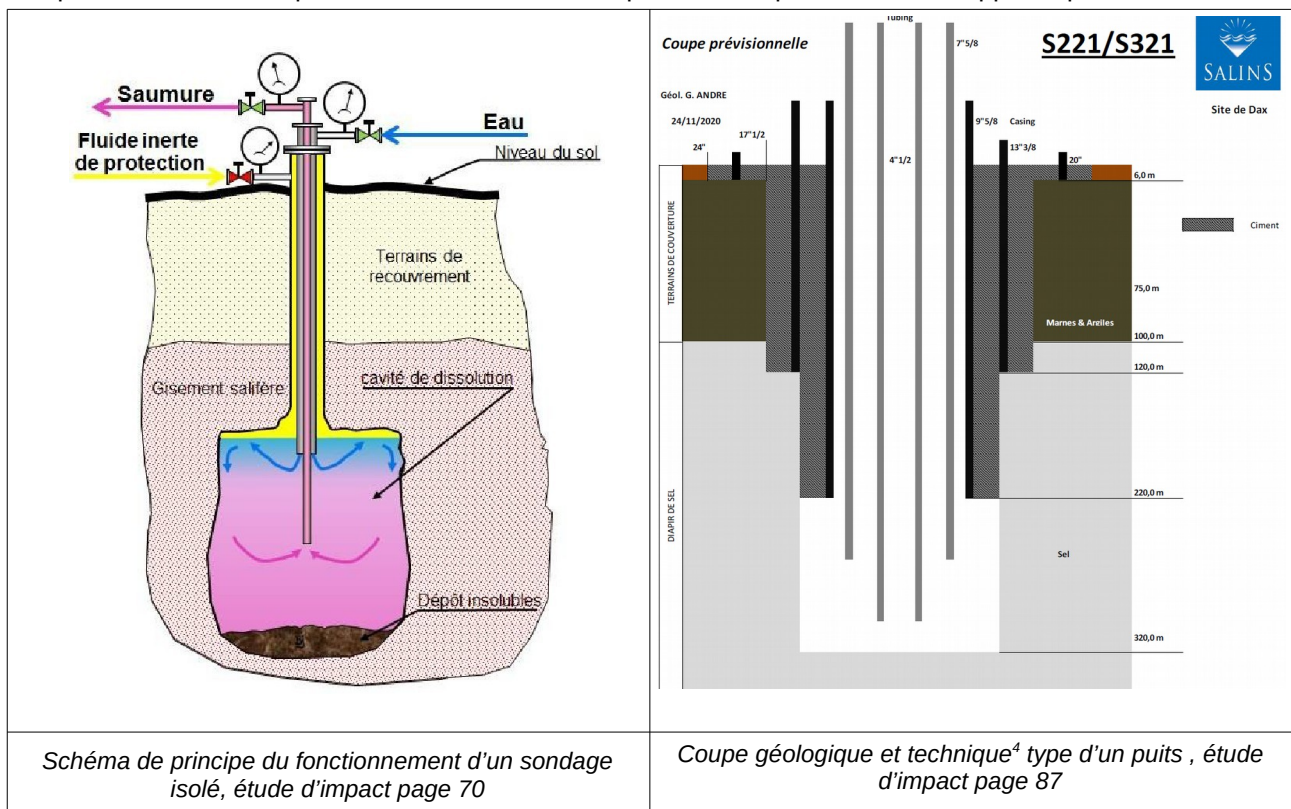 Saumure
Eau
Fluide inerte
de protection
Niveau du sol
Terrains de
recouvrement
Gisement salifère
cavité de dissolution
Dépôt insolubles
Schéma de principe du fonctionnement d'un sondage
isolé, étude d'impact page 70
Tubing
Coupe prévisionnelle
7"5/8
S221/S321
SALINS
Site de Dax
Géol. G. ANDRE
24/11/2020
24"
17"1/2
9"5/8 Casing
13"3/8
20"
4"1/2
6,0 m
Ciment
TERRAINS DE COUVERTURE
75,0 m
Marnes & Argiles
100,0 m
120,0 m
220,0 m
DIAPIR DE SEL
Sel
320,0 m
Coupe géologique et technique⁴ type d'un puits , étude
d'impact page 87